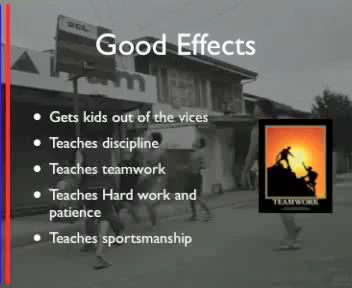 Good Effects
Gets kids out of the vices
Teaches discipline
Teaches teamwork
Teaches Hard work and
patience
Teaches sportsmanship
TEAMWORK